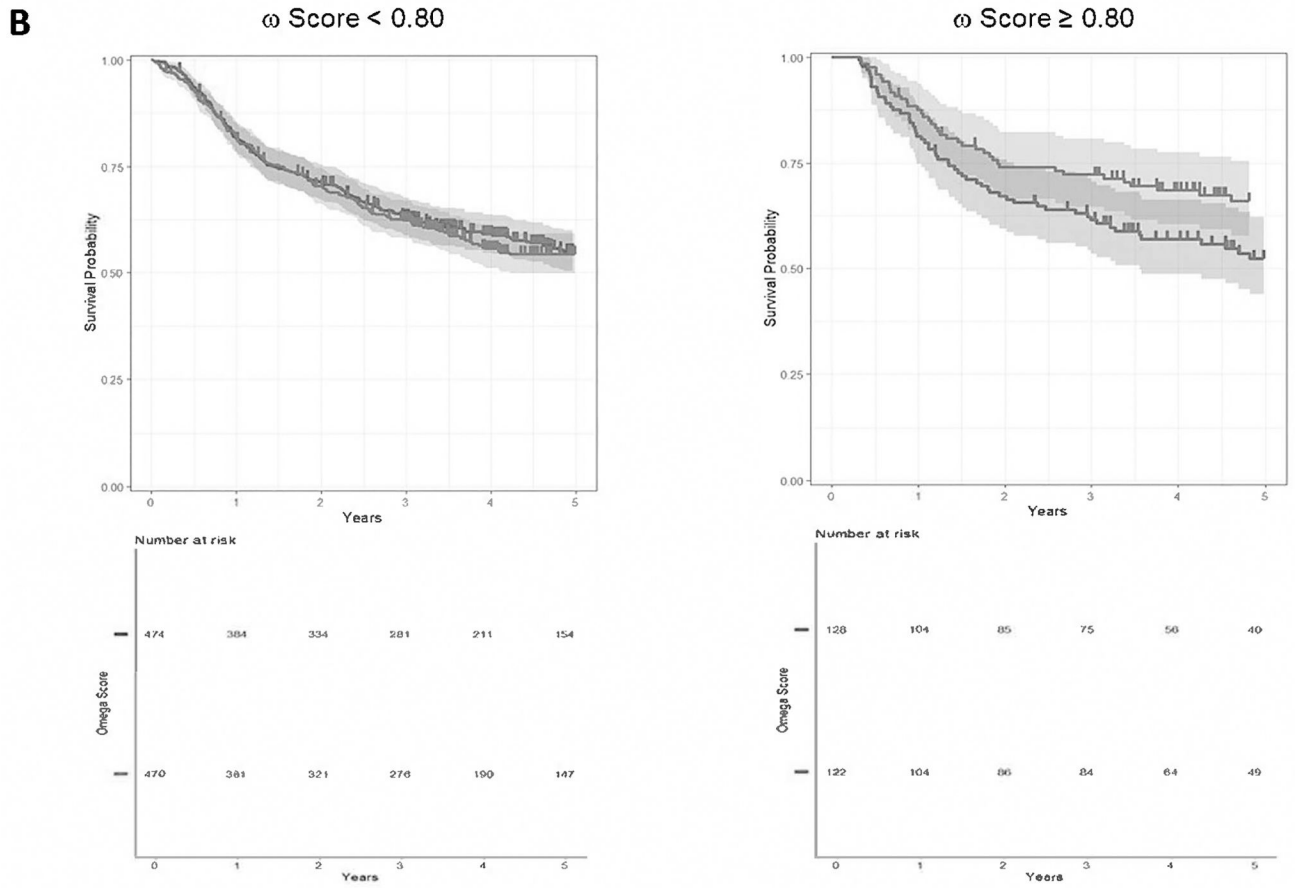 B
ω Score < 0.80
1.00
0.75
0.50
0.25
0.00
Survival Probability
0 1 2 3 4 5
Years
Number at risk
474 384 334 281 211 154
470 381 321 276 190 147
Omega Score
0 1 2 3 4 5
Years
ω Score ≥ 0.80
1.00
0.75
0.50
0.25
0.00
Survival Probability
0 1 2 3 4 5
Years
Number at risk
128 104 85 75 56 40
122 104 86 84 64 49
Omega Score
0 1 2 3 4 5
Years